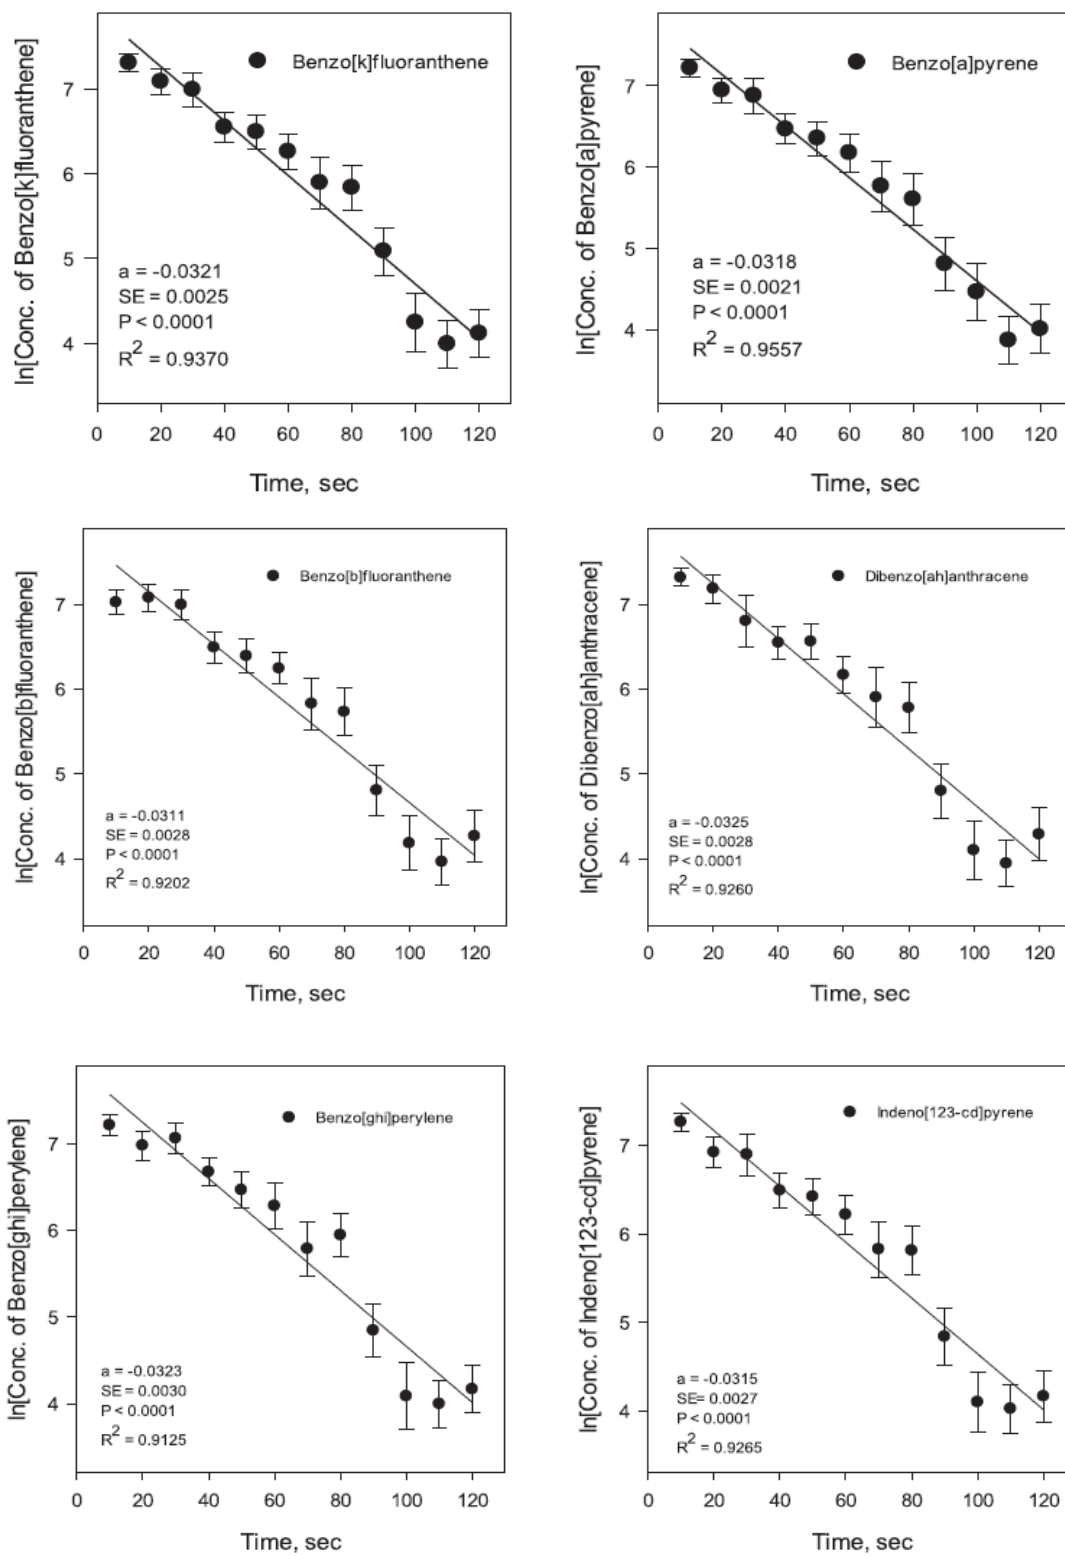 ln[Conc. of Benzo[k]fluoranthene]
Benzo[k]fluoranthene
7
6
5
4
a = -0.0321
SE = 0.0025
P < 0.0001
R² = 0.9370
0 20 40 60 80 100 120
Time, sec
ln[Conc. of Benzo[a]pyrene]
Benzo[a]pyrene
7
6
5
4
a = -0.0318
SE = 0.0021
P < 0.0001
R² = 0.9557
0 20 40 60 80 100 120
Time, sec
ln[Conc. of Benzo[b]fluoranthene]
Benzo[b]fluoranthene
7
6
5
4
a = -0.0311
SE = 0.0028
P < 0.0001
R² = 0.9202
0 20 40 60 80 100 120
Time, sec
ln[Conc. of Dibenzo[ah]anthracene]
Dibenzo[ah]anthracene
7
6
5
4
a = -0.0325
SE = 0.0028
P < 0.0001
R² = 0.9260
0 20 40 60 80 100 120
Time, sec
ln[Conc. of Benzo[ghi]perylene]
Benzo[ghi]perylene
7
6
5
4
a = -0.0323
SE = 0.0030
P < 0.0001
R² = 0.9125
0 20 40 60 80 100 120
Time, sec
ln[Conc. of Indeno[123-cd]pyrene]
Indeno[123-cd]pyrene
7
6
5
4
a = -0.0315
SE= 0.0027
P < 0.0001
R² = 0.9265
0 20 40 60 80 100 120
Time, sec